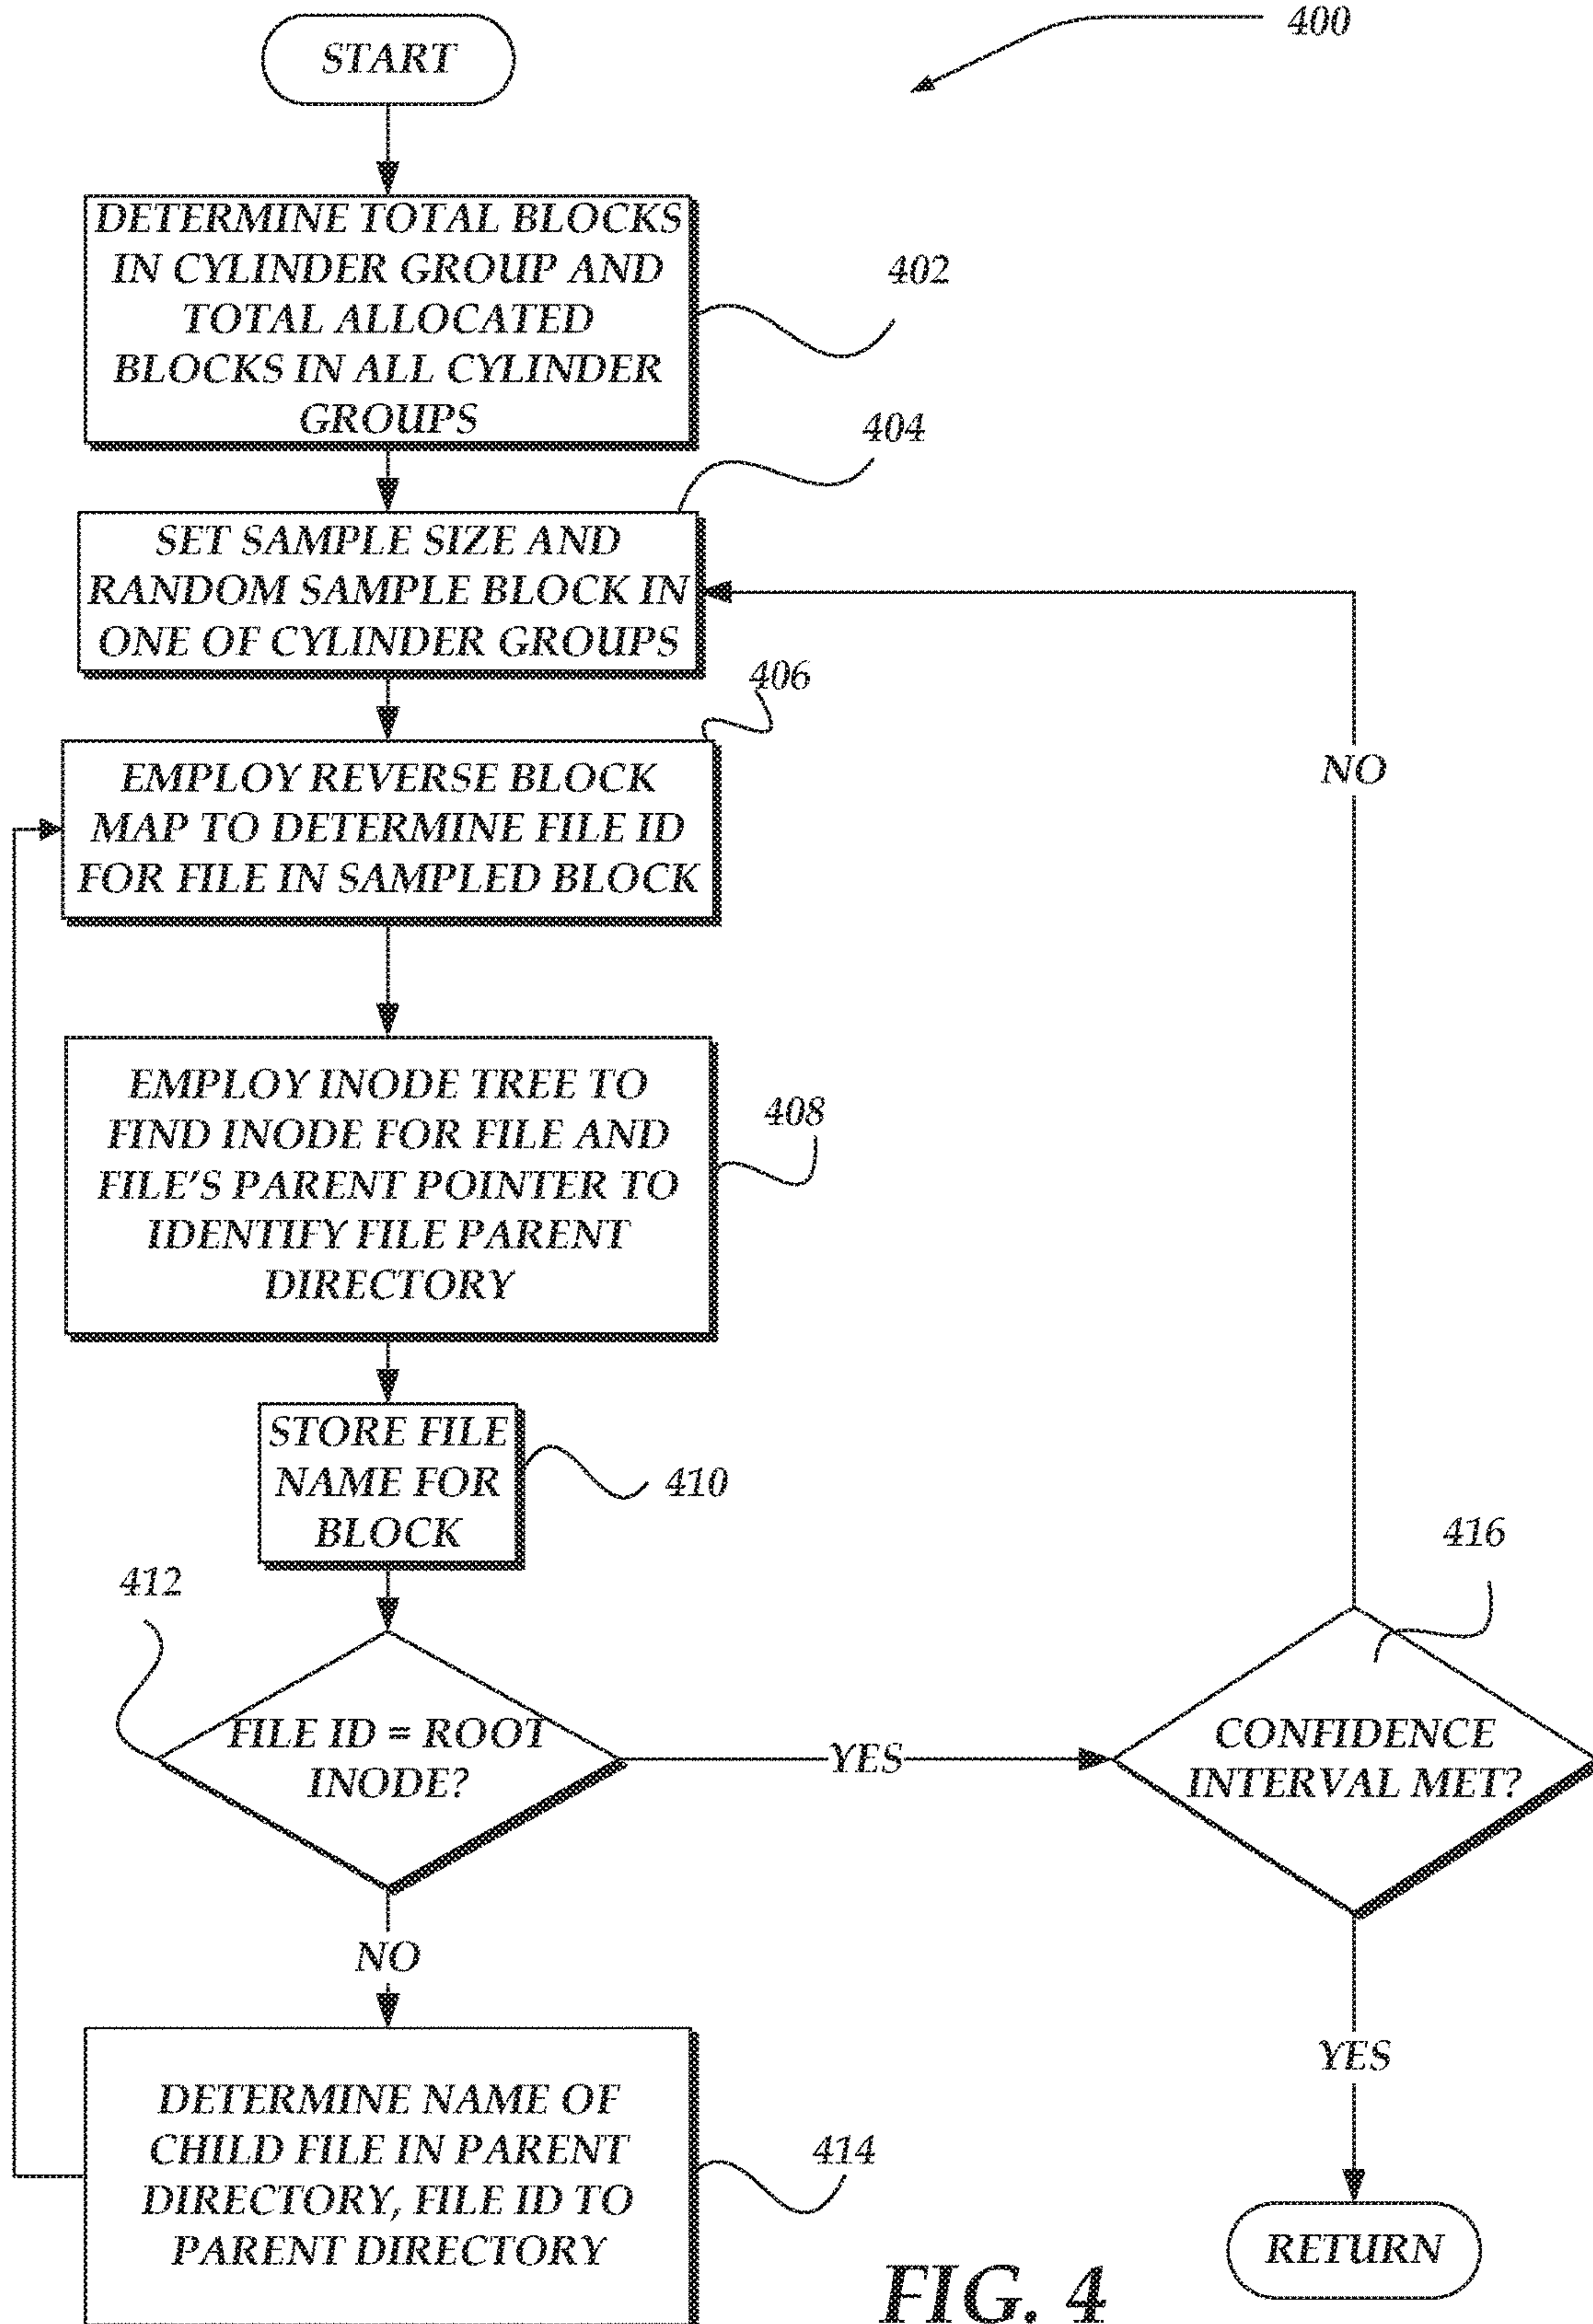 400
START
DETERMINE TOTAL BLOCKS
IN CYLINDER GROUP AND
TOTAL ALLOCATED
BLOCKS IN ALL CYLINDER
GROUPS
402
404
SET SAMPLE SIZE AND
RANDOM SAMPLE BLOCK IN
ONE OF CYLINDER GROUPS
406
EMPLOY REVERSE BLOCK
MAP TO DETERMINE FILE ID
FOR FILE IN SAMPLED BLOCK
NO
EMPLOY INODE TREE TO
FIND INODE FOR FILE AND
FILE'S PARENT POINTER TO
IDENTIFY FILE PARENT
DIRECTORY
408
STORE FILE
NAME FOR
BLOCK
410
412
416
FILE ID = ROOT
INODE?
YES
CONFIDENCE
INTERVAL MET?
NO
YES
DETERMINE NAME OF
CHILD FILE IN PARENT
DIRECTORY, FILE ID TO
PARENT DIRECTORY
414
RETURN
FIG. 4